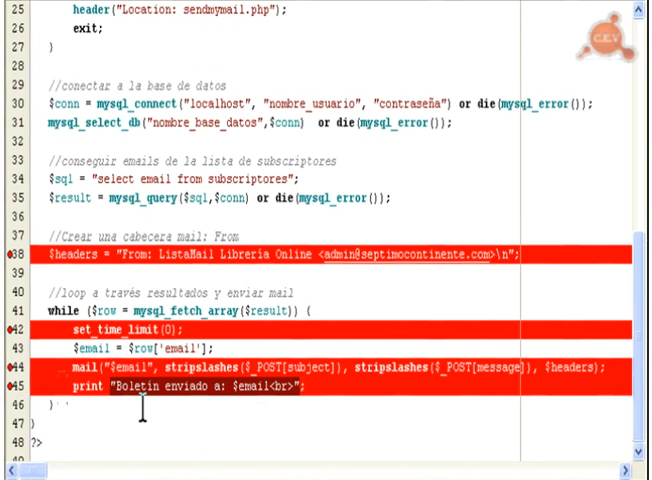 25 header("Location: sendmymail.php");
26 exit;
27 }
28
29 //conectar a la base de datos
30 $conn = mysql_connect("localhost", "nombre_usuario", "contraseña") or die(mysql_error());
31 mysql_select_db("nombre_base_datos",$conn) or die(mysql_error());
32
33 //conseguir emails de la lista de subscriptores
34 $sql = "select email from subscriptores";
35 $result = mysql_query($sql,$conn) or die(mysql_error());
36
37 //Crear una cabecera mail: From
38 $headers = "From: ListaMail Librería Online <admin@septimocontinente.com>\n";
39
40 //loop a través resultados y enviar mail
41 while ($row = mysql_fetch_array($result)) {
42 set_time_limit(0);
43 $email = $row['email'];
44 mail("$email", stripslashes($_POST[subject]), stripslashes($_POST[message]), $headers);
45 print "Boletín enviado a: $email<br>";
46 }
47 }
48 ?>
C.E.V